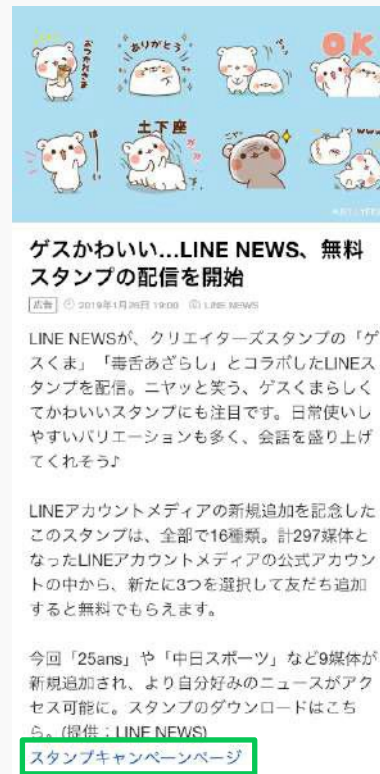 おつかれさま
ありがとう
OK
はーい
土下座
ニヤッ
www
ゲスかわいい…LINE NEWS、無料
スタンプの配信を開始
広告 2019年1月26日 19:00 LINE NEWS
LINE NEWSが、クリエイターズスタンプの「ゲ
スくま」「毒舌あざらし」とコラボしたLINEス
タンプを配信。ニヤッと笑う、ゲスくまらしく
てかわいいスタンプにも注目です。日常使いし
やすいバリエーションも多く、会話を盛り上げ
てくれそう♪
LINEアカウントメディアの新規追加を記念した
このスタンプは、全部で16種類。計297媒体と
なったLINEアカウントメディアの公式アカウン
トの中から、新たに3つを選択して友だち追加
すると無料でもらえます。
今回「25ans」や「中日スポーツ」など9媒体が
新規追加され、より自分好みのニュースがアク
セス可能に。スタンプのダウンロードはこち
ら。(提供：LINE NEWS)
スタンプキャンペーンページ